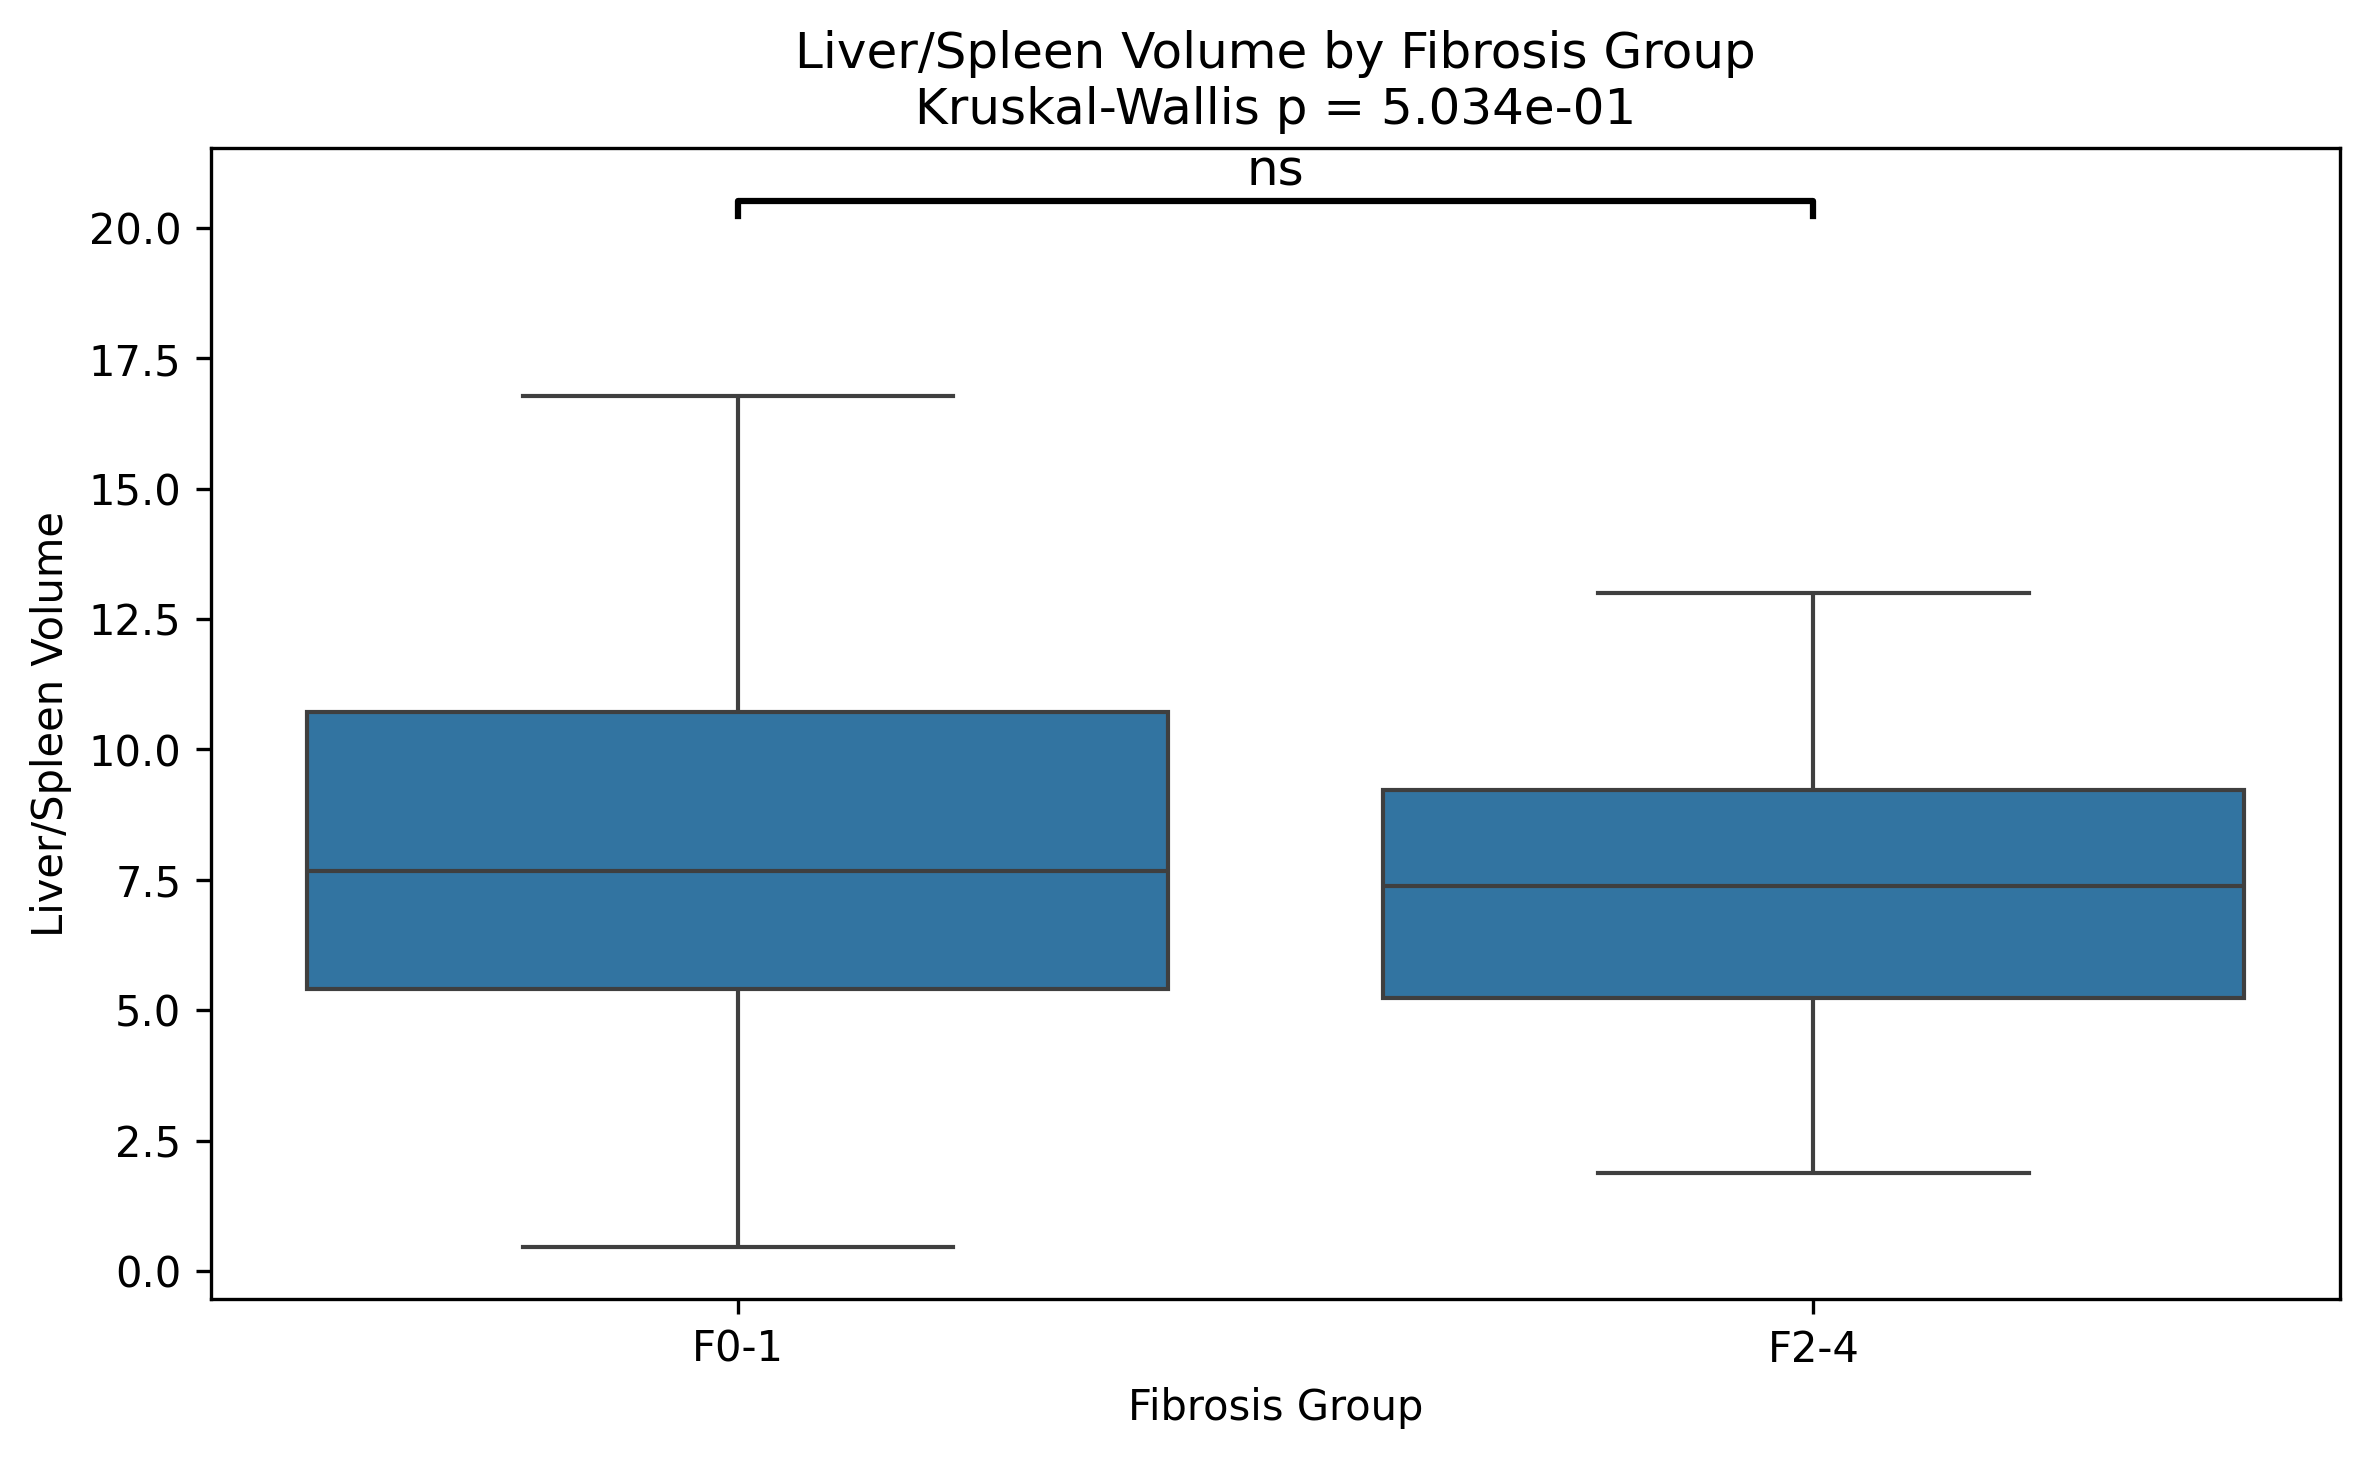 Liver/Spleen Volume by Fibrosis Group
Kruskal-Wallis p = 5.034e-01
ns
20.0
17.5
15.0
12.5
10.0
7.5
5.0
2.5
0.0
Liver/Spleen Volume
F0-1
F2-4
Fibrosis Group